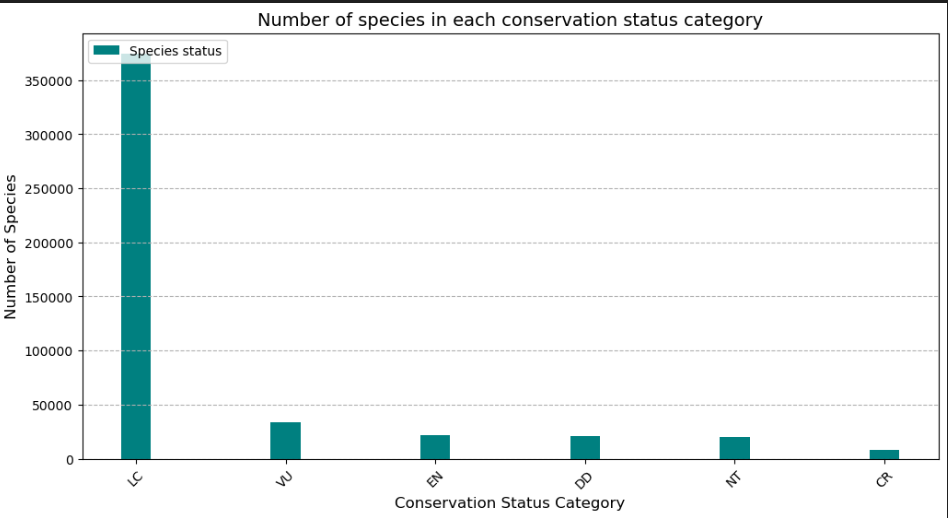 Number of species in each conservation status category
Species status
350000
300000
250000
200000
150000
100000
50000
0
Number of Species
LC
VU
EN
DD
NT
CR
Conservation Status Category